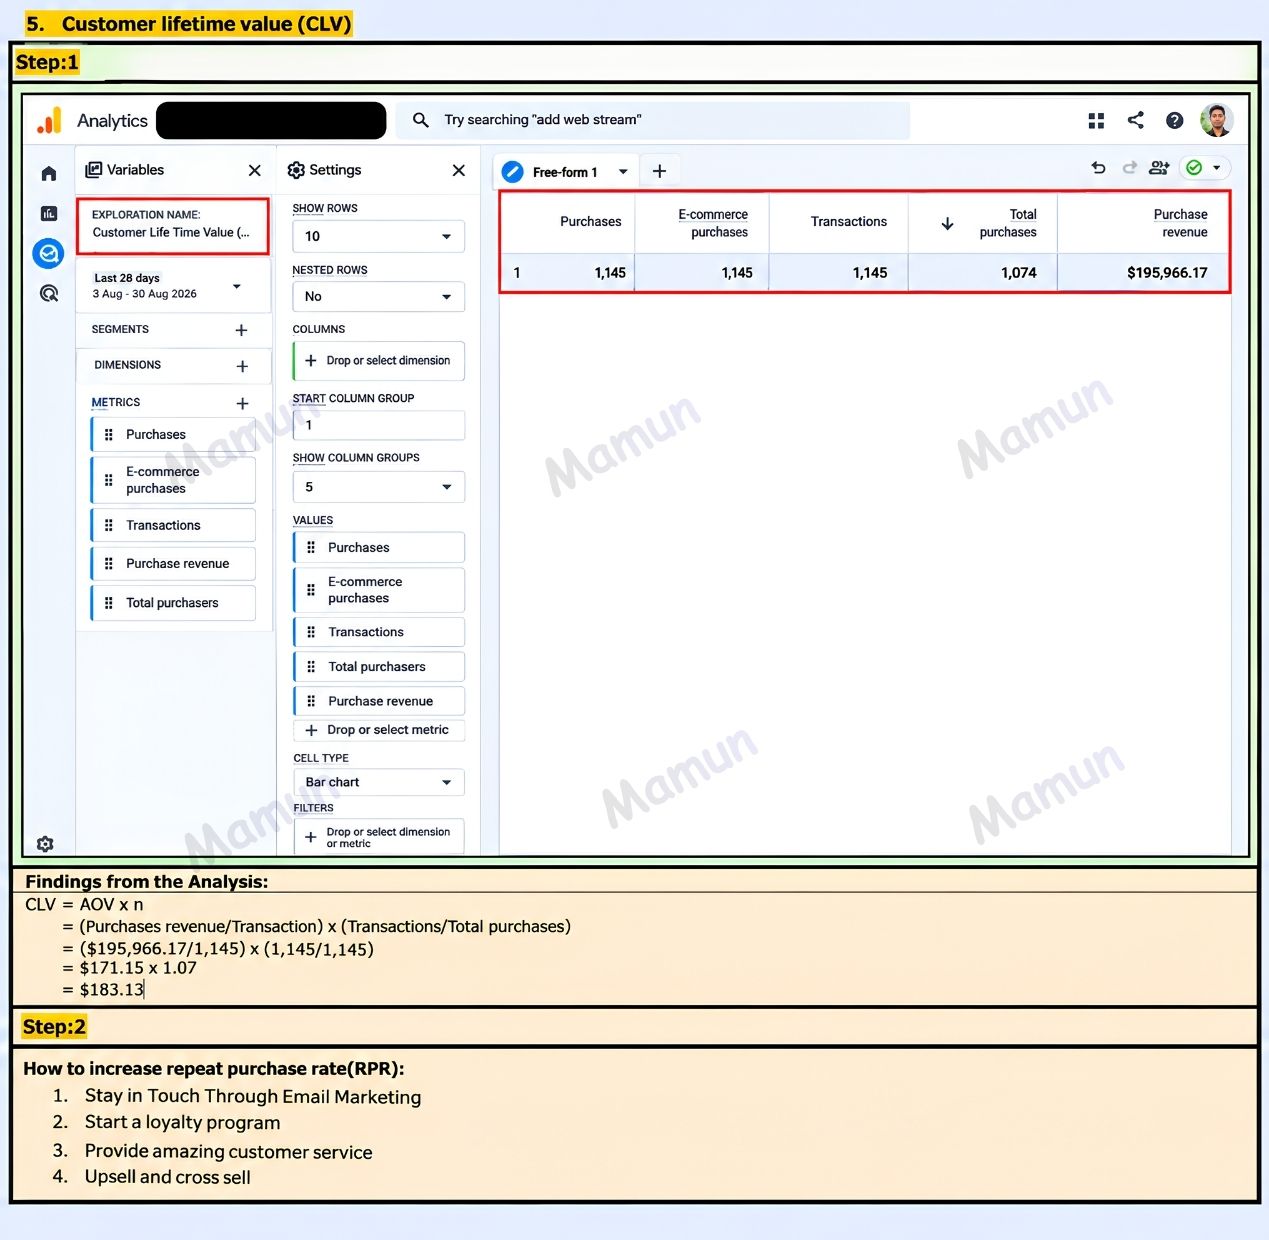 5. Customer lifetime value (CLV)
Step:1
Analytics
Try searching "add web stream"
Variables
Settings
Free-form 1
EXPLORATION NAME:
Customer Life Time Value (...
Last 28 days
3 Aug - 30 Aug 2026
SEGMENTS
DIMENSIONS
METRICS
Purchases
E-commerce
purchases
Transactions
Purchase revenue
Total purchasers
SHOW ROWS
10
NESTED ROWS
No
COLUMNS
Drop or select dimension
START COLUMN GROUP
1
SHOW COLUMN GROUPS
5
VALUES
Purchases
E-commerce
purchases
Transactions
Total purchasers
Purchase revenue
Drop or select metric
CELL TYPE
Bar chart
FILTERS
Drop or select dimension
or metric
Purchases E-commerce purchases Transactions Total purchases Purchase revenue
1 1,145 1,145 1,145 1,074 $195,966.17
Mamun
Mamun
Mamun
Mamun
Mamun
Mamun
Findings from the Analysis:
CLV = AOV x n
= (Purchases revenue/Transaction) x (Transactions/Total purchases)
= ($195,966.17/1,145) x (1,145/1,145)
= $171.15 x 1.07
= $183.13
Step:2
How to increase repeat purchase rate(RPR):
1. Stay in Touch Through Email Marketing
2. Start a loyalty program
3. Provide amazing customer service
4. Upsell and cross sell